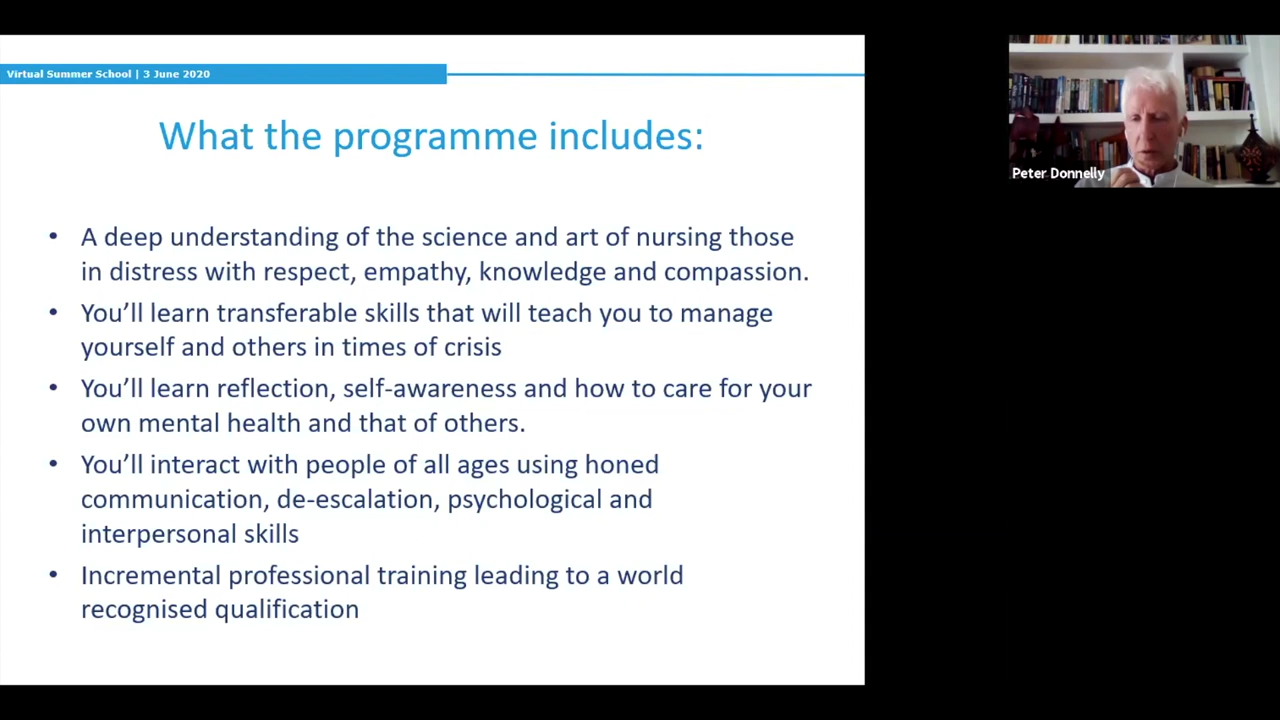 Virtual Summer School | 3 June 2020
What the programme includes:
• A deep understanding of the science and art of nursing those
in distress with respect, empathy, knowledge and compassion.
• You’ll learn transferable skills that will teach you to manage
yourself and others in times of crisis
• You’ll learn reflection, self-awareness and how to care for your
own mental health and that of others.
• You’ll interact with people of all ages using honed
communication, de-escalation, psychological and
interpersonal skills
• Incremental professional training leading to a world
recognised qualification
Peter Donnelly